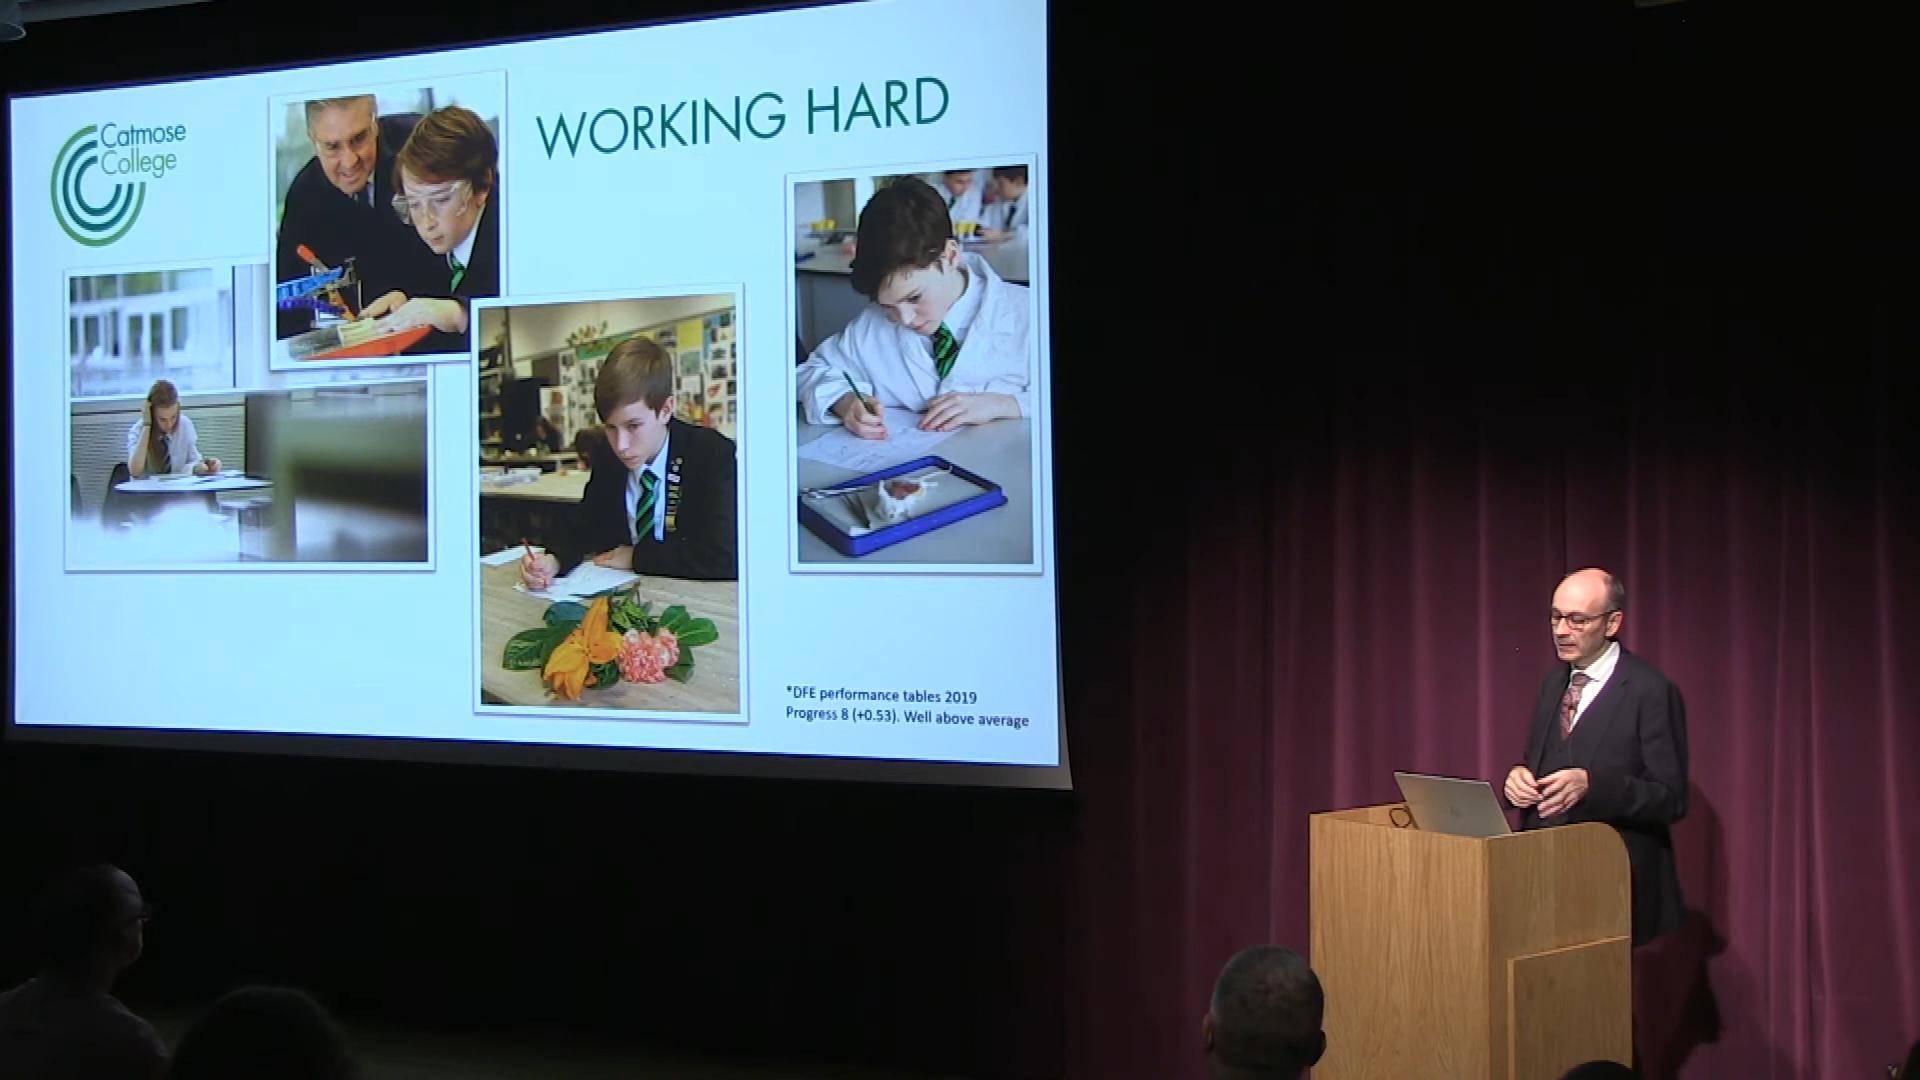 Catmose
College
WORKING HARD
*DFE performance tables 2019
Progress 8 (+0.53). Well above average